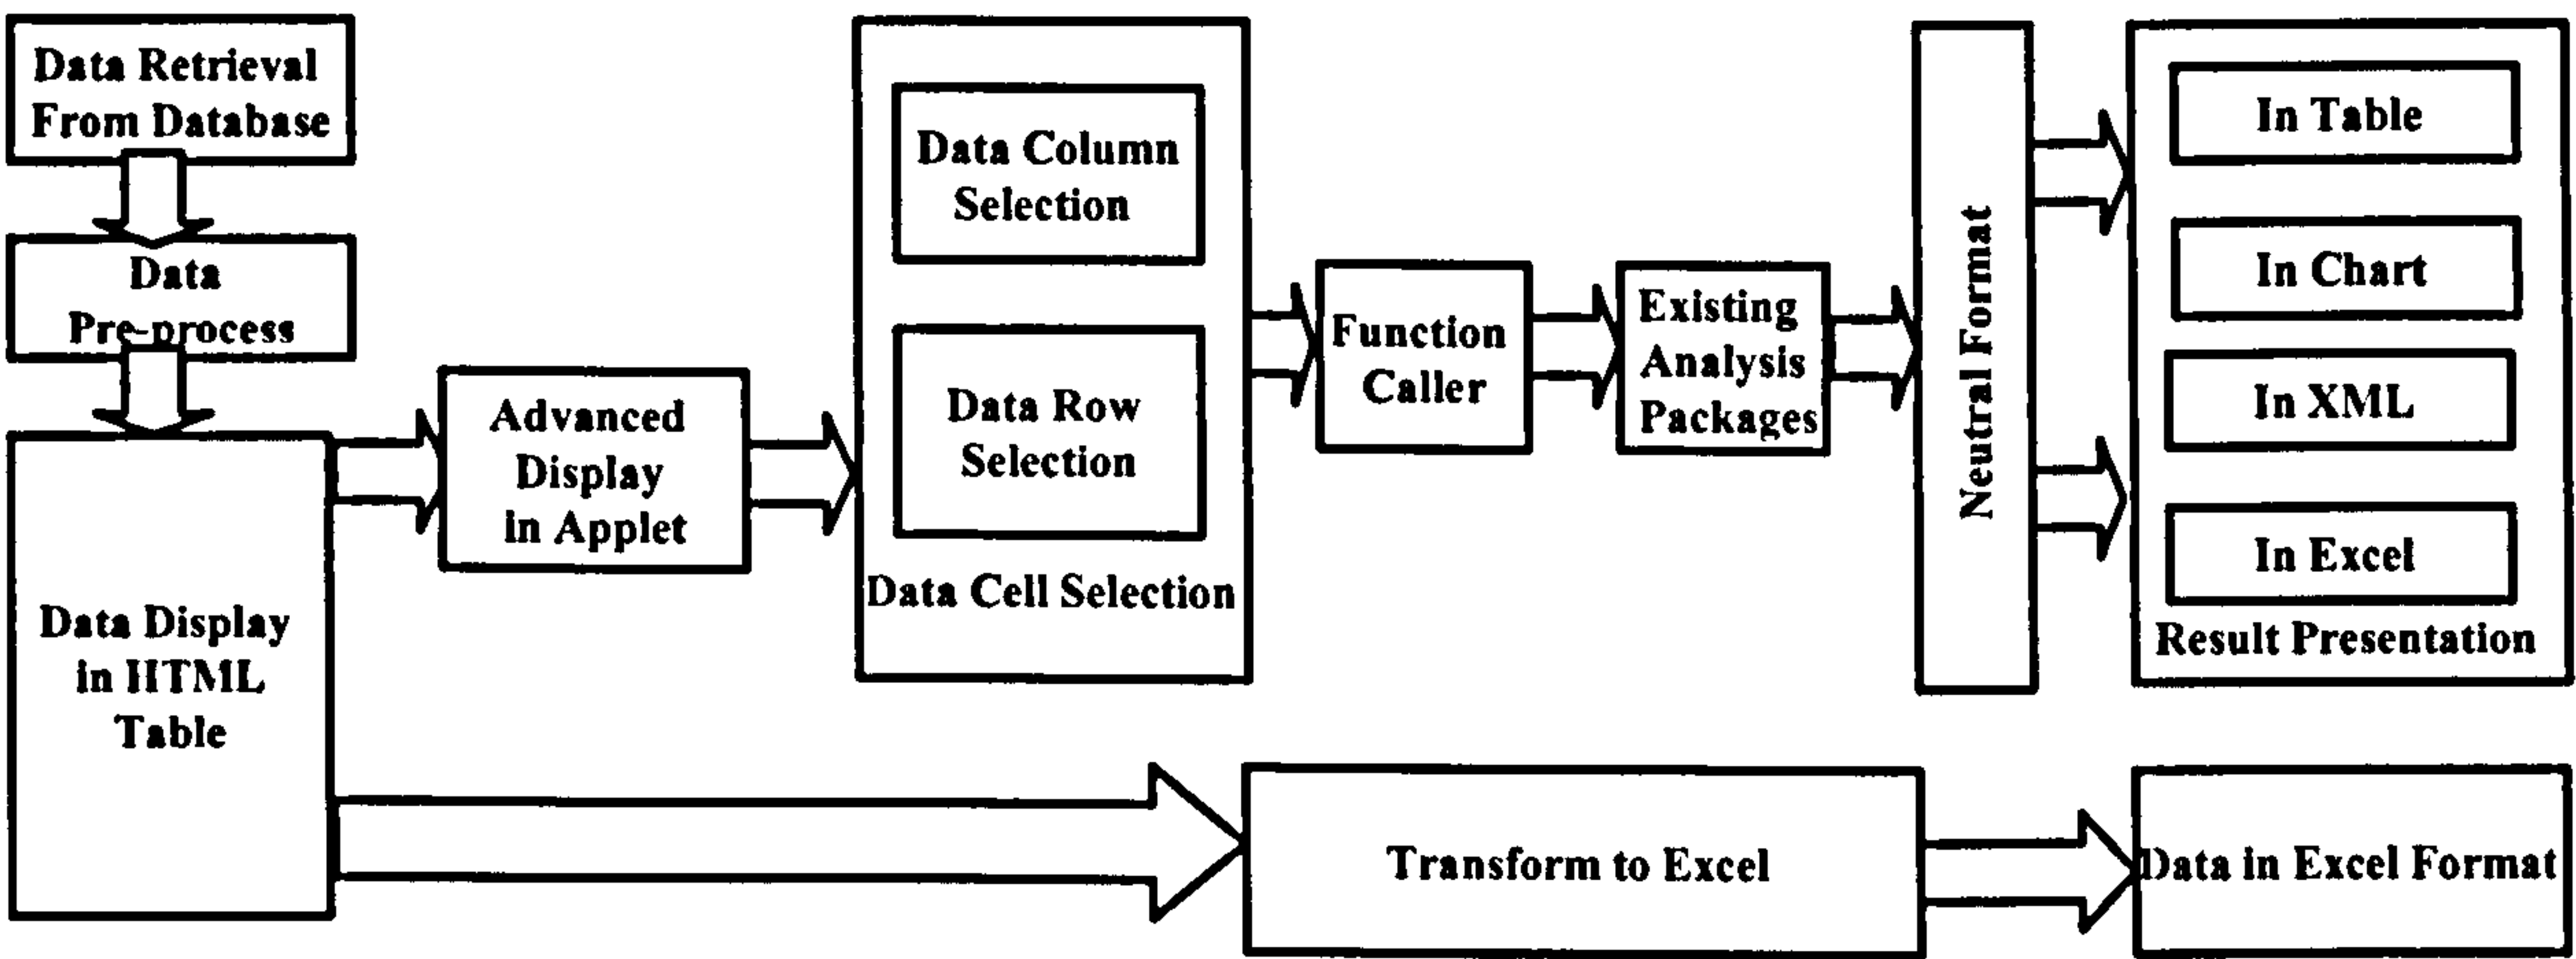 Data Retrieval
From Database
Data
Pre-process
Data Display
in HTML
Table
Advanced
Display
in Applet
Data Column
Selection
Data Row
Selection
Data Cell Selection
Function
Caller
Existing
Analysis
Packages
Neutral Format
In Table
In Chart
In XML
In Excel
Result Presentation
Transform to Excel
Data in Excel Format